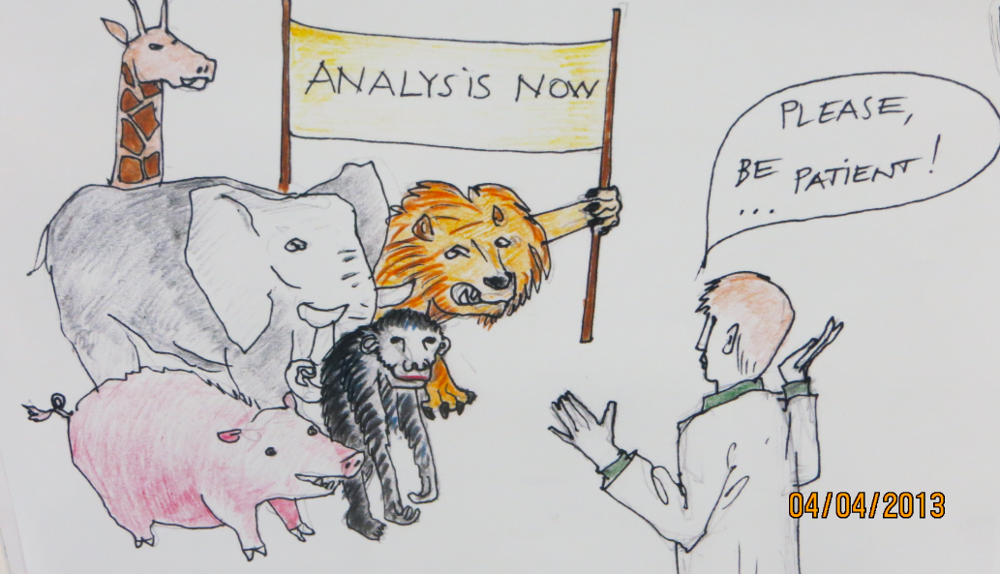 ANALYSiS NOW
PLEASE,
BE PATiENT!
...
04/04/2013